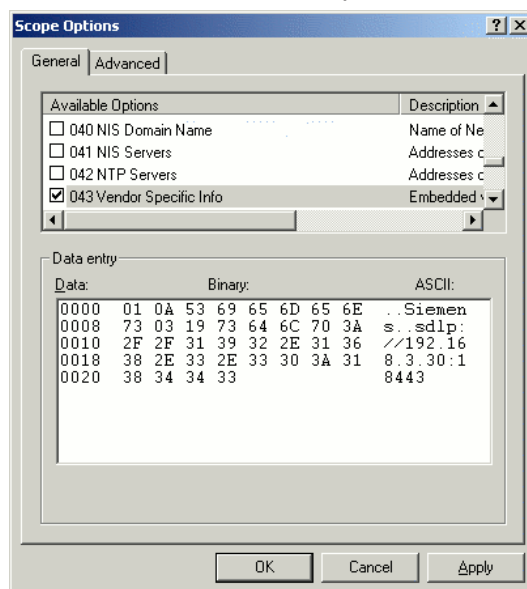 Scope Options
General Advanced
Available Options Description
040 NIS Domain Name Name of Ne
041 NIS Servers Addresses c
042 NTP Servers Addresses c
043 Vendor Specific Info Embedded
Data entry
Data: Binary: ASCII:
0000 01 0A 53 69 65 6D 65 6E ..Siemen
0008 73 03 19 73 64 6C 70 3A s..sdlp:
0010 2F 2F 31 39 32 2E 31 36 //192.16
0018 38 2E 33 2E 33 30 3A 31 8.3.30:1
0020 38 34 34 33 8443
OK Cancel Apply